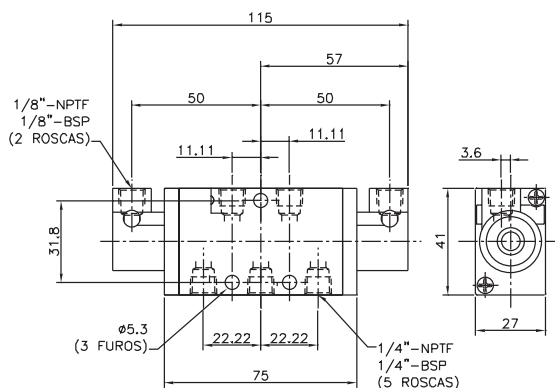 115
57
50
50
1/8"-NPTF
1/8"-BSP
(2 ROSCAS)
11.11
11.11
3.6
31.8
41
ø5.3
(3 FUROS)
22.22
22.22
1/4"-NPTF
1/4"-BSP
(5 ROSCAS)
27
75